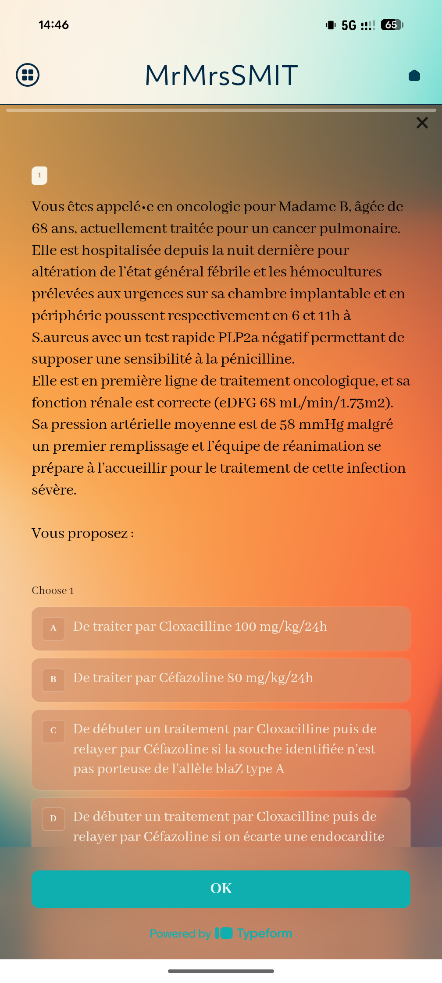 14:46
5G
65
MrMrsSMIT
1
Vous êtes appelé•e en oncologie pour Madame B, âgée de
68 ans, actuellement traitée pour un cancer pulmonaire.
Elle est hospitalisée depuis la nuit dernière pour
altération de l'état général fébrile et les hémocultures
prélevées aux urgences sur sa chambre implantable et en
périphérie poussent respectivement en 6 et 11h à
S.aureus avec un test rapide PLP2a négatif permettant de
supposer une sensibilité à la pénicilline.
Elle est en première ligne de traitement oncologique, et sa
fonction rénale est correcte (eDFG 68 mL/min/1.73m2).
Sa pression artérielle moyenne est de 58 mmHg malgré
un premier remplissage et l'équipe de réanimation se
prépare à l'accueillir pour le traitement de cette infection
sévère.
Vous proposez :
Choose 1
A De traiter par Cloxacilline 100 mg/kg/24h
B De traiter par Céfazoline 80 mg/kg/24h
C De débuter un traitement par Cloxacilline puis de
relayer par Céfazoline si la souche identifiée n'est
pas porteuse de l'allèle blaZ type A
D De débuter un traitement par Cloxacilline puis de
relayer par Céfazoline si on écarte une endocardite
OK
Powered by Typeform